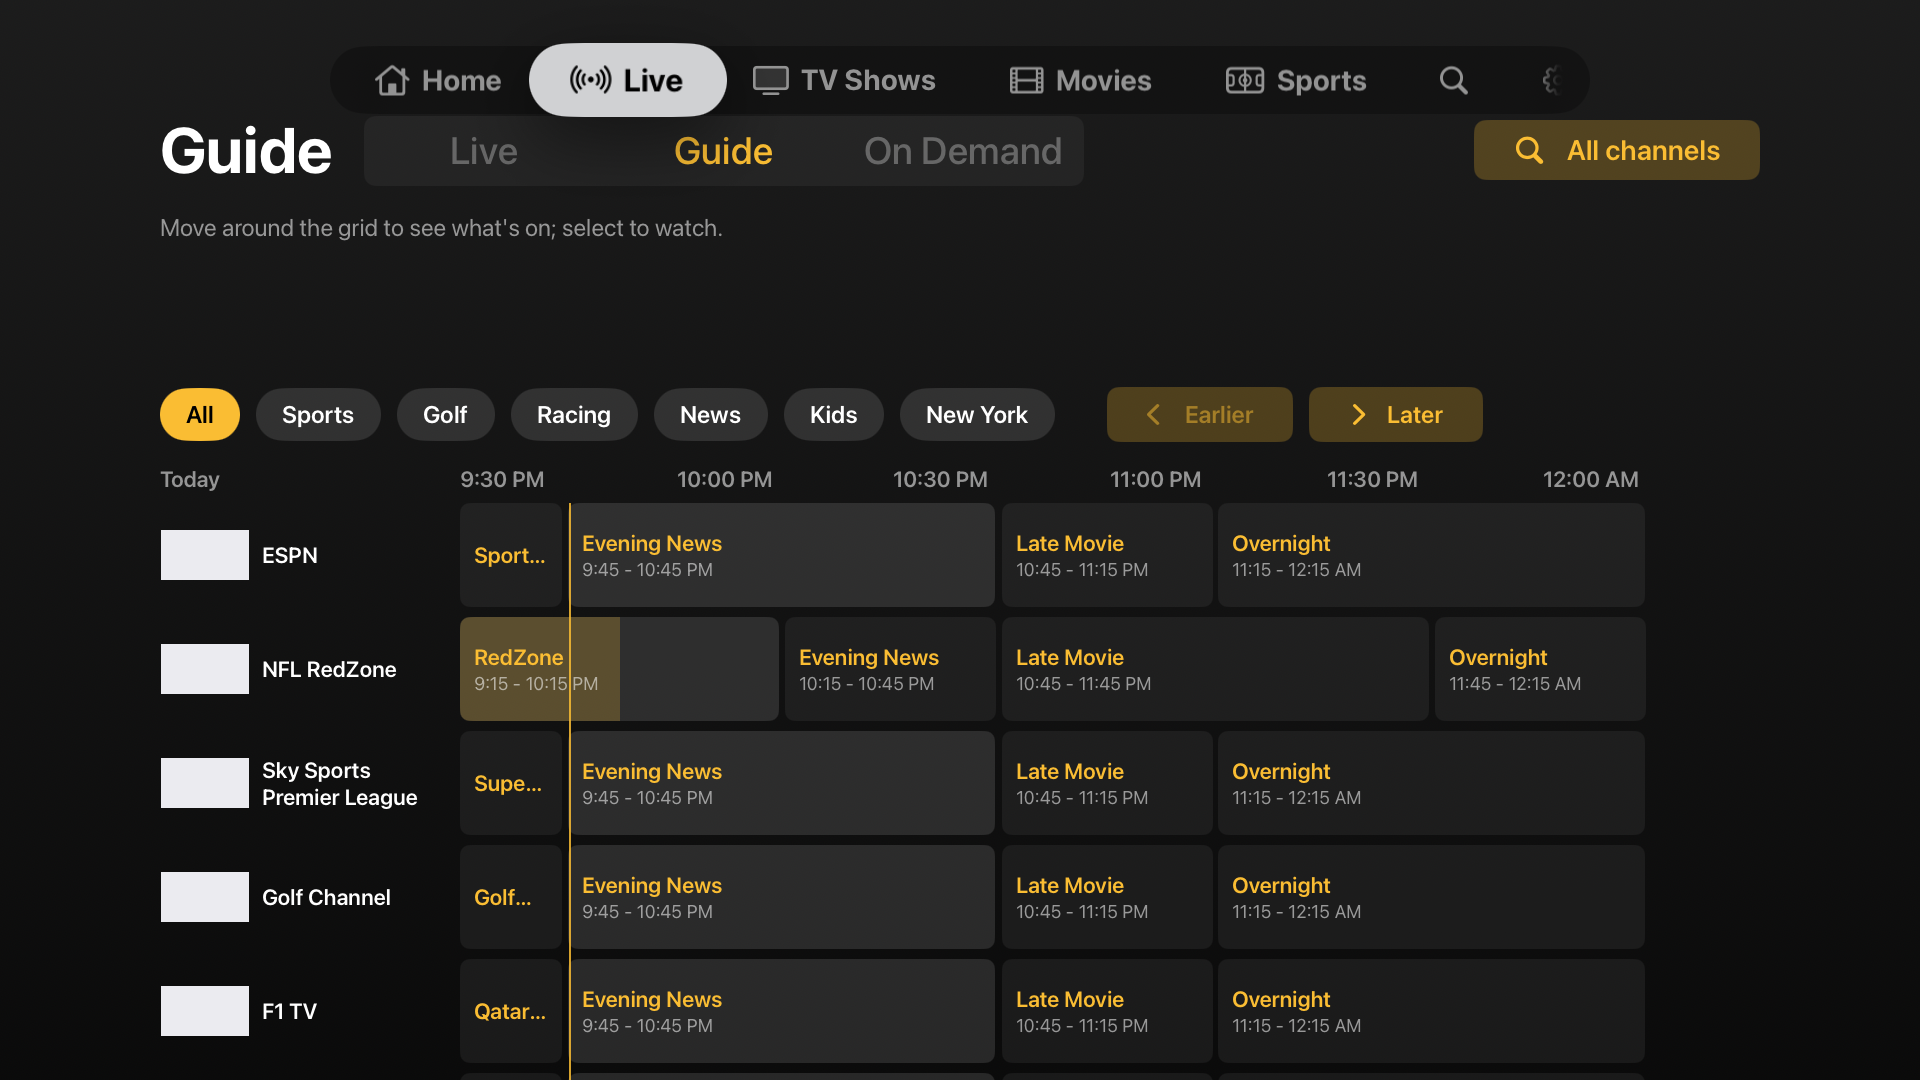 Home
Live
TV Shows
Movies
Sports
Guide
Live
Guide
On Demand
All channels
Move around the grid to see what's on; select to watch.
All
Sports
Golf
Racing
News
Kids
New York
Earlier
Later
Today
9:30 PM
10:00 PM
10:30 PM
11:00 PM
11:30 PM
12:00 AM
ESPN
Sport...
Evening News
9:45 - 10:45 PM
Late Movie
10:45 - 11:15 PM
Overnight
11:15 - 12:15 AM
NFL RedZone
RedZone
9:15 - 10:15 PM
Evening News
10:15 - 10:45 PM
Late Movie
10:45 - 11:45 PM
Overnight
11:45 - 12:15 AM
Sky Sports
Premier League
Supe...
Evening News
9:45 - 10:45 PM
Late Movie
10:45 - 11:15 PM
Overnight
11:15 - 12:15 AM
Golf Channel
Golf...
Evening News
9:45 - 10:45 PM
Late Movie
10:45 - 11:15 PM
Overnight
11:15 - 12:15 AM
F1 TV
Qatar...
Evening News
9:45 - 10:45 PM
Late Movie
10:45 - 11:15 PM
Overnight
11:15 - 12:15 AM